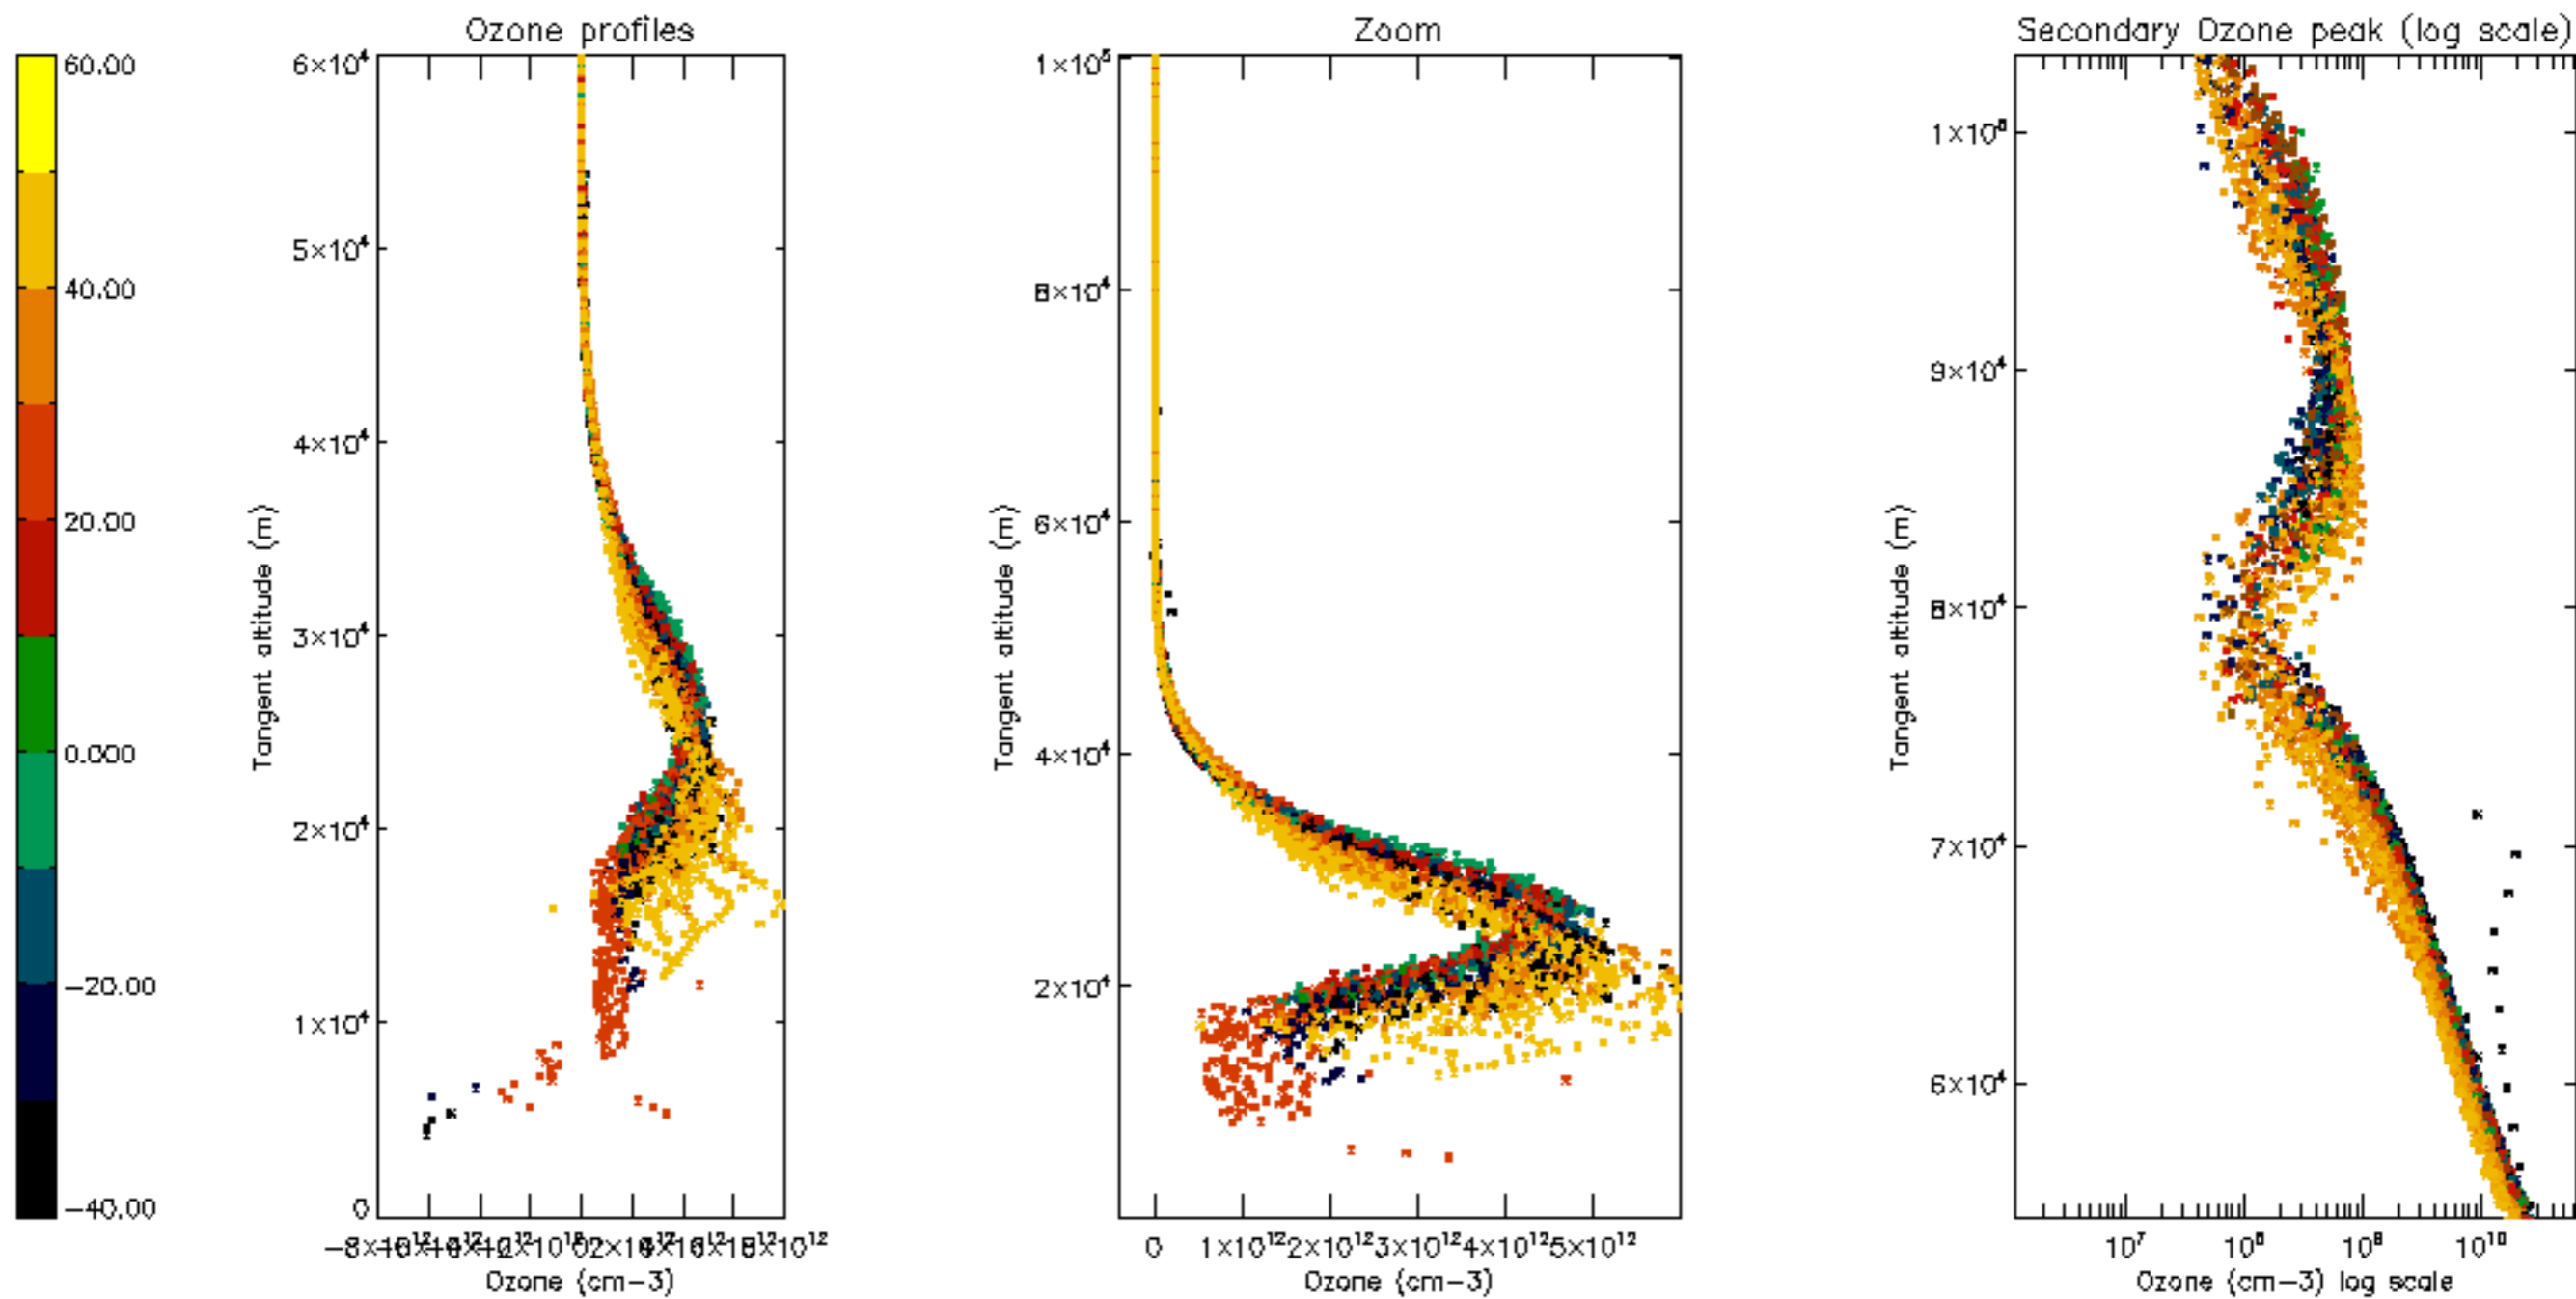 Ozone profiles
Zoom
Secondary Ozone peak (log scale)
60.00
40.00
20.00
0.000
−20.00
−40.00
6×10⁴
5×10⁴
4×10⁴
3×10⁴
2×10⁴
1×10⁴
0
Tangent altitude (m)
Ozone (cm−3)
1×10⁵
8×10⁴
6×10⁴
4×10⁴
2×10⁴
Tangent altitude (m)
0 1×10¹² 2×10¹² 3×10¹² 4×10¹² 5×10¹²
Ozone (cm−3)
9×10⁴
8×10⁴
7×10⁴
6×10⁴
Tangent altitude (m)
10⁷ 10⁸ 10⁹ 10¹⁰
Ozone (cm−3) log scale